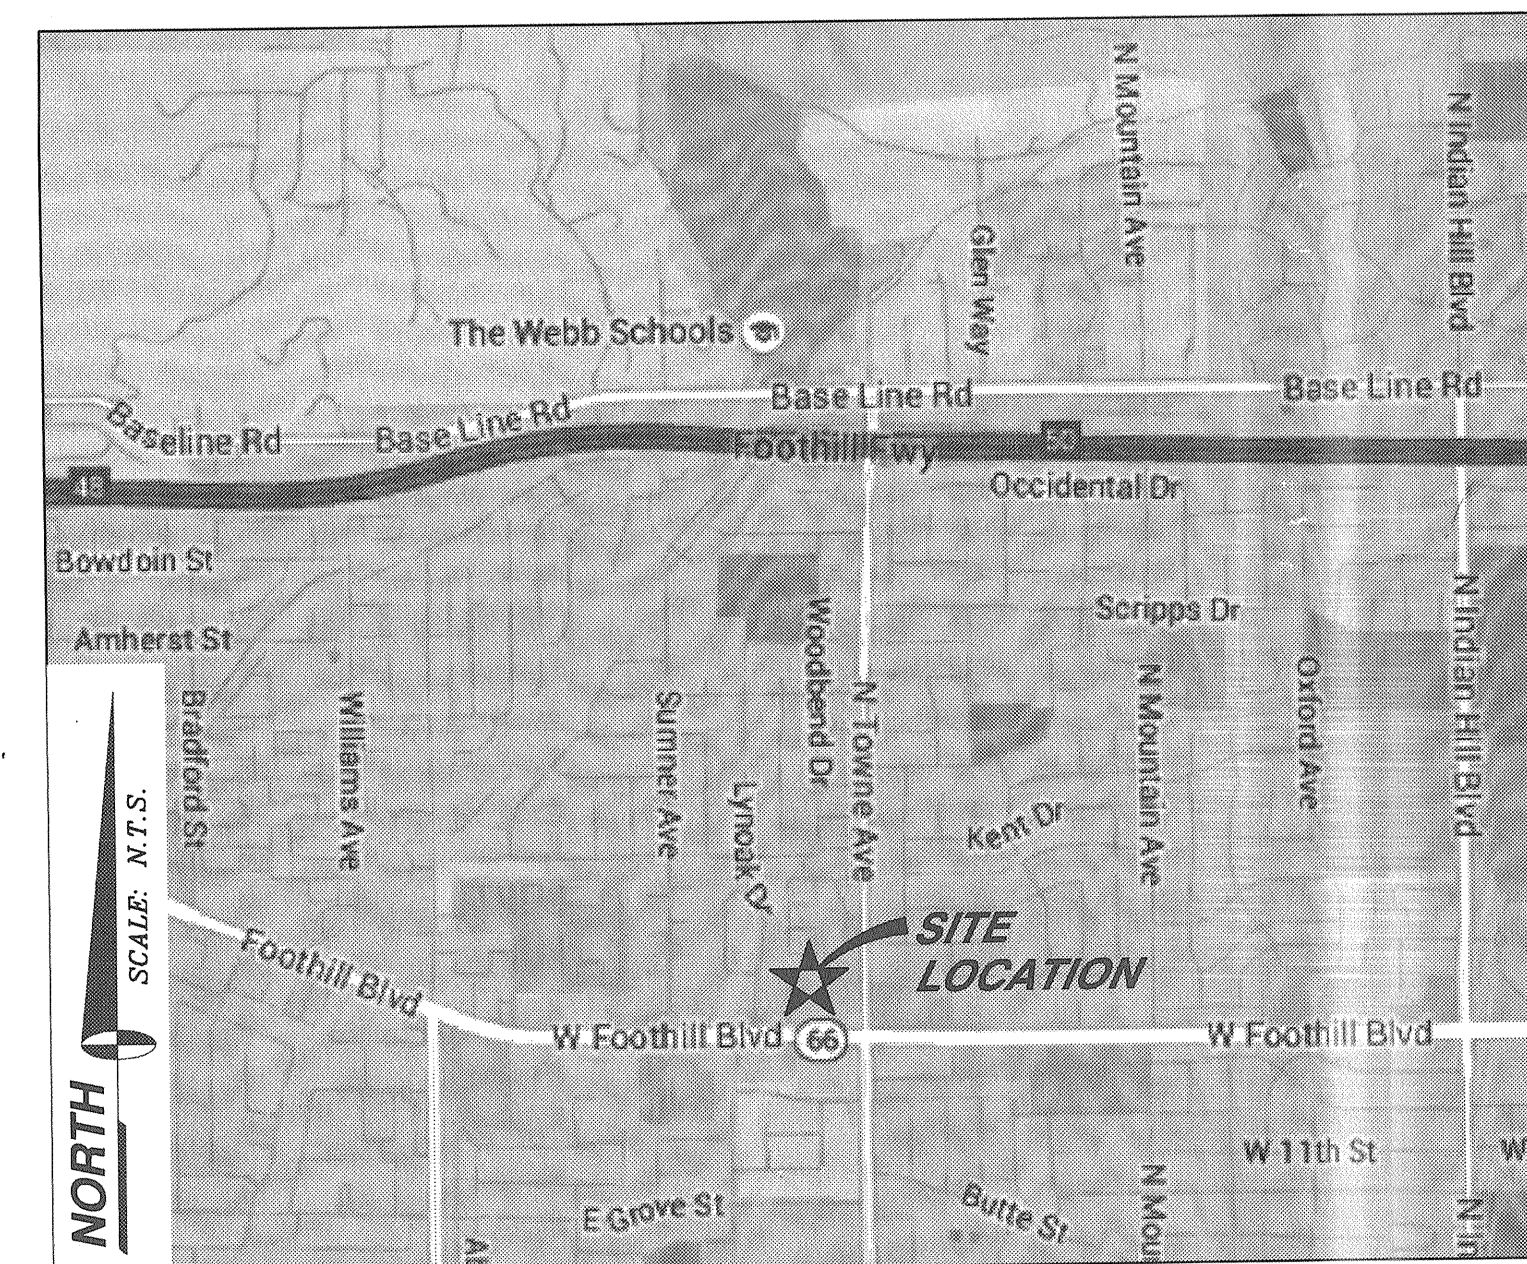 N Mountain Ave
N Indian Hill Blvd
Glen Way
The Webb Schools
Base Line Rd
Base Line Rd
Base Line Rd
Baseline Rd
Foothill Fwy
Occidental Dr
Bowdoin St
Scripps Dr
Amherst St
Woodbend Dr
N Indian Hill Blvd
Bradford St
Williams Ave
Sumner Ave
N Towne Ave
N Mountain Ave
Oxford Ave
Lynoak Dr
Kent Dr
SCALE: N.T.S.
NORTH
SITE
LOCATION
Foothill Blvd
W Foothill Blvd
66
W Foothill Blvd
W 11th St
W
E Grove St
Butte St
N Mou
N In